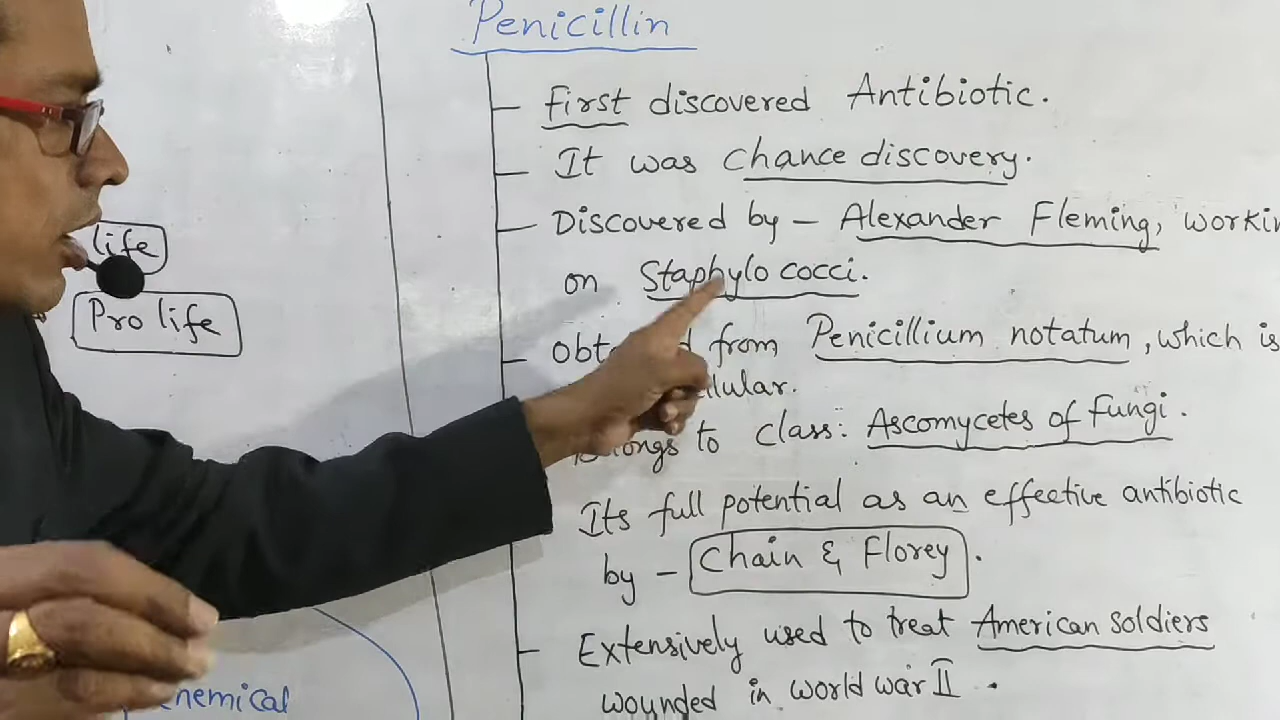 Penicillin
First discovered Antibiotic.
It was chance discovery.
Discovered by – Alexander Fleming, workin
on Staphylo cocci.
from Penicillium notatum, which is
to class: Ascomycetes of Fungi.
Its full potential as an effective antibiotic
by – Chain & Florey.
Extensively used to treat American soldiers
wounded in world war II.
life
Pro life